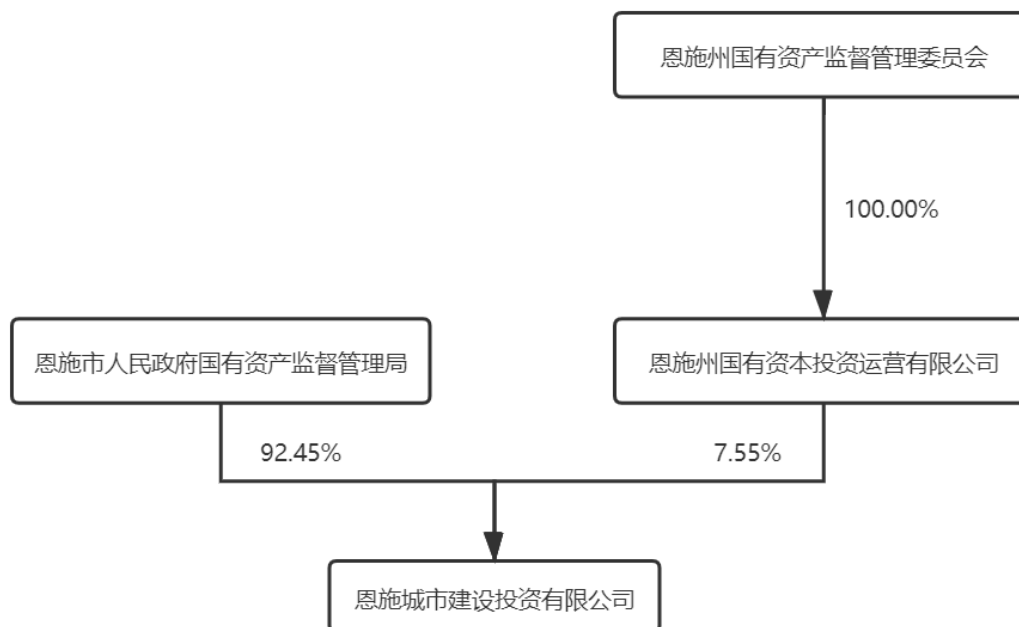 恩施州国有资产监督管理委员会
100.00%
恩施市人民政府国有资产监督管理局
恩施州国有资本投资运营有限公司
92.45%
7.55%
恩施城市建设投资有限公司